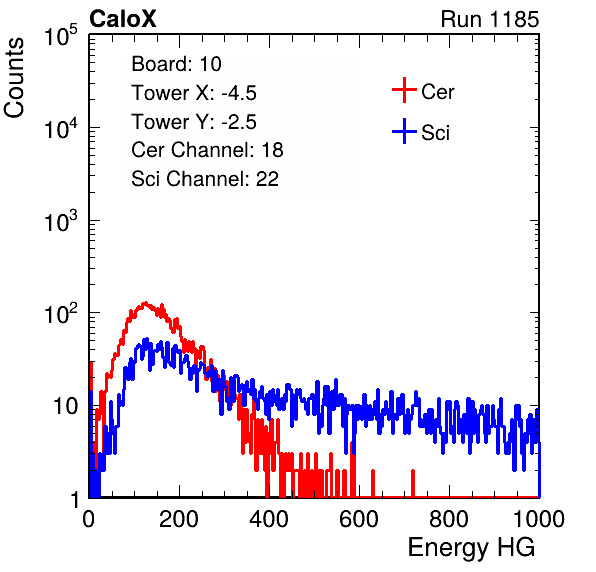 CaloX Run 1185
Counts
10^5
10^4
10^3
10^2
10
1
Board: 10
Tower X: -4.5
Tower Y: -2.5
Cer Channel: 18
Sci Channel: 22
Cer
Sci
0 200 400 600 800 1000
Energy HG